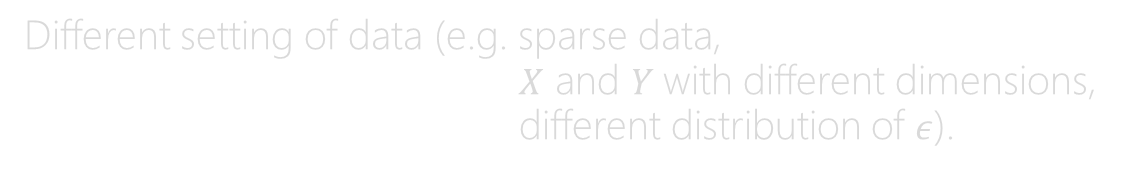 Different setting of data (e.g. sparse data,
X and Y with different dimensions,
different distribution of ϵ).